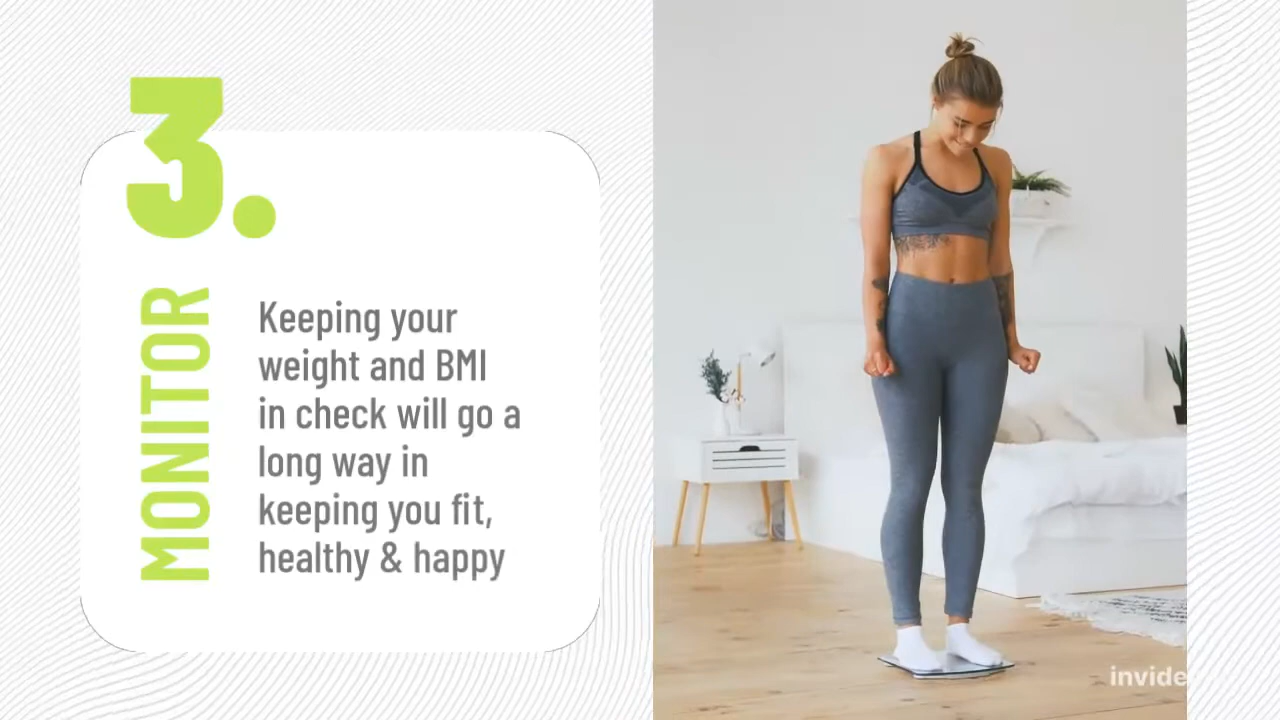 3.
MONITOR
Keeping your
weight and BMI
in check will go a
long way in
keeping you fit,
healthy & happy